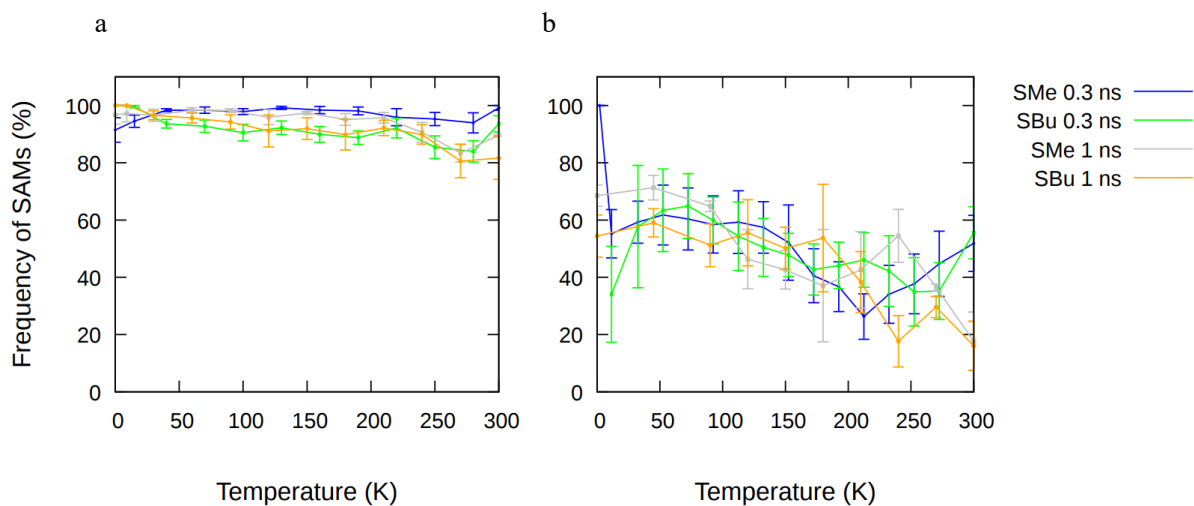 a
b
Frequency of SAMs (%)
100
80
60
40
20
0
0 50 100 150 200 250 300
Temperature (K)
100
80
60
40
20
0
0 50 100 150 200 250 300
Temperature (K)
SMe 0.3 ns
SBu 0.3 ns
SMe 1 ns
SBu 1 ns